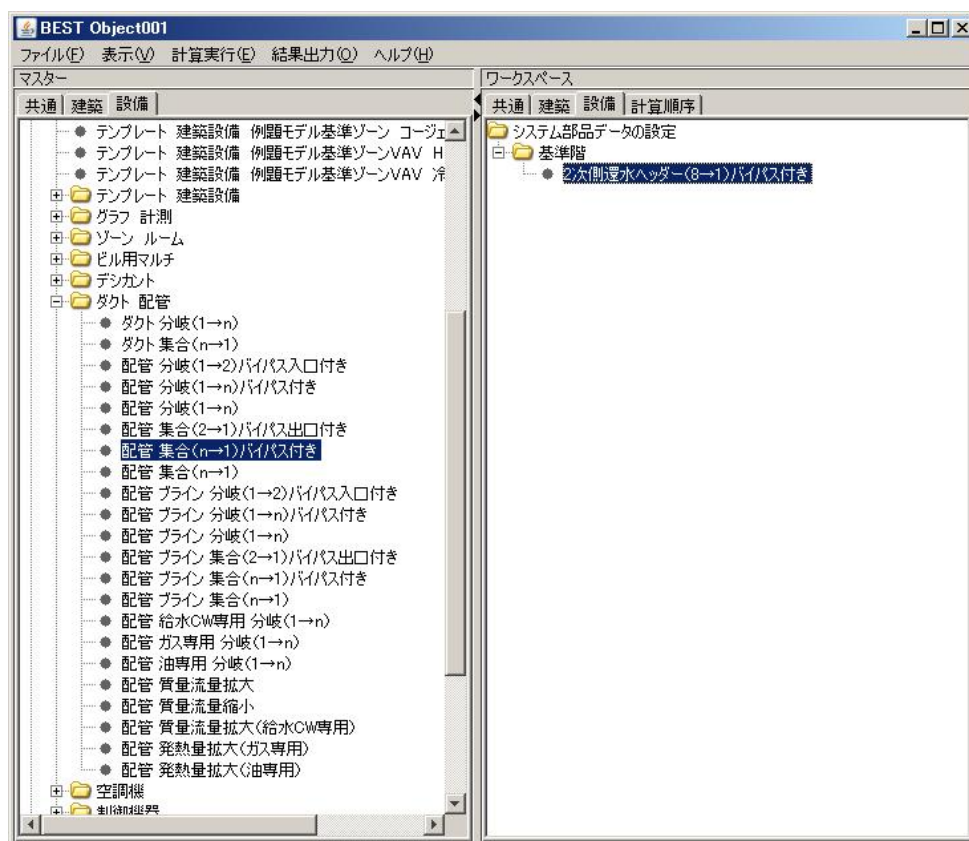 BEST Object001
ファイル(F) 表示(V) 計算実行(E) 結果出力(O) ヘルプ(H)
マスター
共通 建築 設備
テンプレート 建築設備 例題モデル基準ゾーン コージェ
テンプレート 建築設備 例題モデル基準ゾーンVAV H
テンプレート 建築設備 例題モデル基準ゾーンVAV 冷
テンプレート 建築設備
グラフ 計測
ゾーン ルーム
ビル用マルチ
デシカント
ダクト 配管
ダクト 分岐(1→n)
ダクト 集合(n→1)
配管 分岐(1→2)バイパス入口付き
配管 分岐(1→n)バイパス付き
配管 分岐(1→n)
配管 集合(2→1)バイパス出口付き
配管 集合(n→1)バイパス付き
配管 集合(n→1)
配管 ブライン 分岐(1→2)バイパス入口付き
配管 ブライン 分岐(1→n)バイパス付き
配管 ブライン 分岐(1→n)
配管 ブライン 集合(2→1)バイパス出口付き
配管 ブライン 集合(n→1)バイパス付き
配管 ブライン 集合(n→1)
配管 給水CW専用 分岐(1→n)
配管 ガス専用 分岐(1→n)
配管 油専用 分岐(1→n)
配管 質量流量拡大
配管 質量流量縮小
配管 質量流量拡大(給水CW専用)
配管 発熱量拡大(ガス専用)
配管 発熱量拡大(油専用)
空調機
制御機器
ワークスペース
共通 建築 設備 計算順序
システム部品データの設定
基準階
2次側還水ヘッダー(8→1)バイパス付き